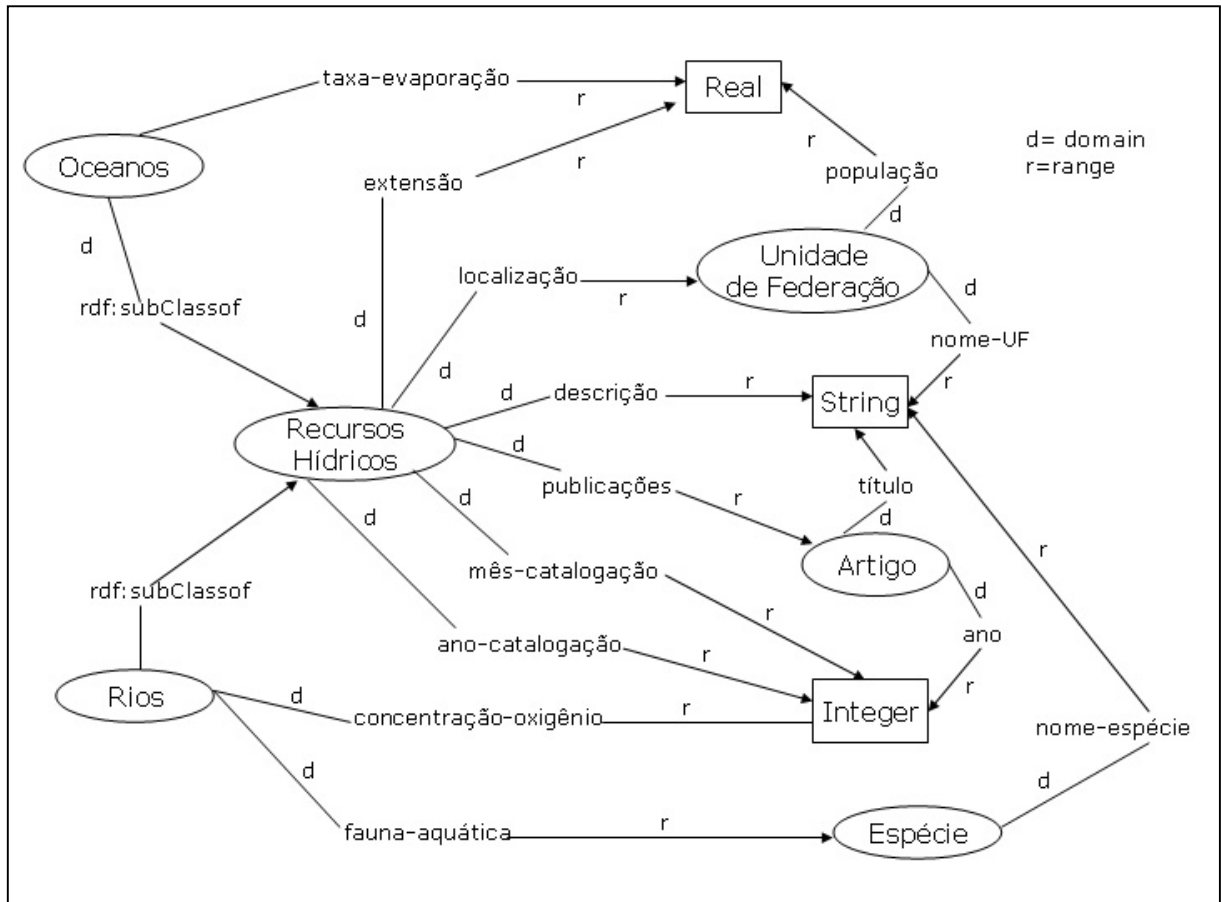 taxa-evaporação
r
Real
Oceanos
r
extensão
r
população
d= domain
r=range
d
d
localização
r
Unidade
de Federação
rdf:subClassof
d
d
d
nome-UF
d
descrição
r
r
String
Recursos
Hídricos
d
publicações
r
título
d
d
d
mês-catalogação
Artigo
r
d
rdf:subClassof
r
ano
ano-catalogação
r
r
Rios
d
concentração-oxigênio
r
Integer
nome-espécie
d
d
fauna-aquática
r
Espécie